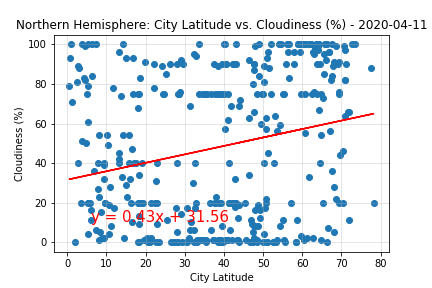 Northern Hemisphere: City Latitude vs. Cloudiness (%) - 2020-04-11
100
80
60
40
20
0
Cloudiness (%)
y = 0.43x + 31.56
0 10 20 30 40 50 60 70 80
City Latitude